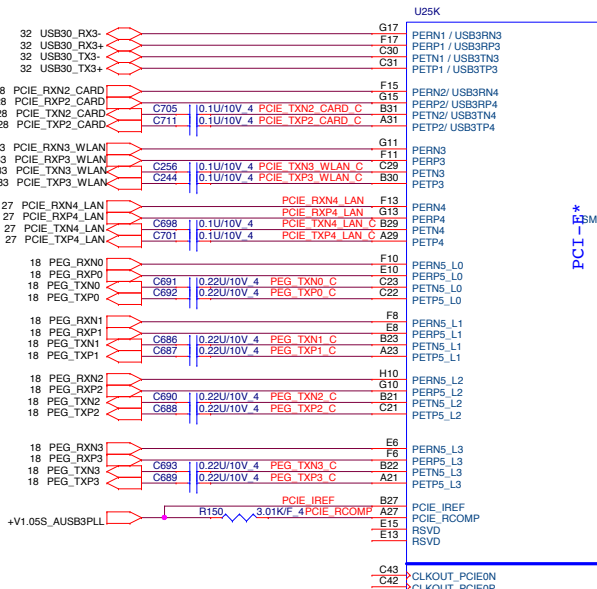 U25K
32 USB30_RX3- G17 PERN1 / USB3RN3
32 USB30_RX3+ F17 PERP1 / USB3RP3
32 USB30_TX3- C30 PETN1 / USB3TN3
32 USB30_TX3+ C31 PETP1 / USB3TP3
8 PCIE_RXN2_CARD F15 PERN2/ USB3RN4
28 PCIE_RXP2_CARD G15 PERP2/ USB3RP4
28 PCIE_TXN2_CARD C705 0.1U/10V_4 PCIE_TXN2_CARD_C B31 PETN2/ USB3TN4
28 PCIE_TXP2_CARD C711 0.1U/10V_4 PCIE_TXP2_CARD_C A31 PETP2/ USB3TP4
3 PCIE_RXN3_WLAN G11 PERN3
33 PCIE_RXP3_WLAN F11 PERP3
33 PCIE_TXN3_WLAN C256 0.1U/10V_4 PCIE_TXN3_WLAN_C C29 PETN3
33 PCIE_TXP3_WLAN C244 0.1U/10V_4 PCIE_TXP3_WLAN_C B30 PETP3
27 PCIE_RXN4_LAN PCIE_RXN4_LAN F13 PERN4
27 PCIE_RXP4_LAN PCIE_RXP4_LAN G13 PERP4
27 PCIE_TXN4_LAN C698 0.1U/10V_4 PCIE_TXN4_LAN_C B29 PETN4
27 PCIE_TXP4_LAN C701 0.1U/10V_4 PCIE_TXP4_LAN_C A29 PETP4
PCI-E*
SM
18 PEG_RXN0 F10 PERN5_L0
18 PEG_RXP0 E10 PERP5_L0
18 PEG_TXN0 C691 0.22U/10V_4 PEG_TXN0_C C23 PETN5_L0
18 PEG_TXP0 C692 0.22U/10V_4 PEG_TXP0_C C22 PETP5_L0
18 PEG_RXN1 F8 PERN5_L1
18 PEG_RXP1 E8 PERP5_L1
18 PEG_TXN1 C686 0.22U/10V_4 PEG_TXN1_C B23 PETN5_L1
18 PEG_TXP1 C687 0.22U/10V_4 PEG_TXP1_C A23 PETP5_L1
18 PEG_RXN2 H10 PERN5_L2
18 PEG_RXP2 G10 PERP5_L2
18 PEG_TXN2 C690 0.22U/10V_4 PEG_TXN2_C B21 PETN5_L2
18 PEG_TXP2 C688 0.22U/10V_4 PEG_TXP2_C C21 PETP5_L2
18 PEG_RXN3 E6 PERN5_L3
18 PEG_RXP3 F6 PERP5_L3
18 PEG_TXN3 C693 0.22U/10V_4 PEG_TXN3_C B22 PETN5_L3
18 PEG_TXP3 C689 0.22U/10V_4 PEG_TXP3_C A21 PETP5_L3
PCIE_IREF B27 PCIE_IREF
+V1.05S_AUSB3PLL R150 3.01K/F_4 PCIE_RCOMP A27 PCIE_RCOMP
E15 RSVD
E13 RSVD
C43 CLKOUT_PCIE0N
C42 CLKOUT_PCIE0P